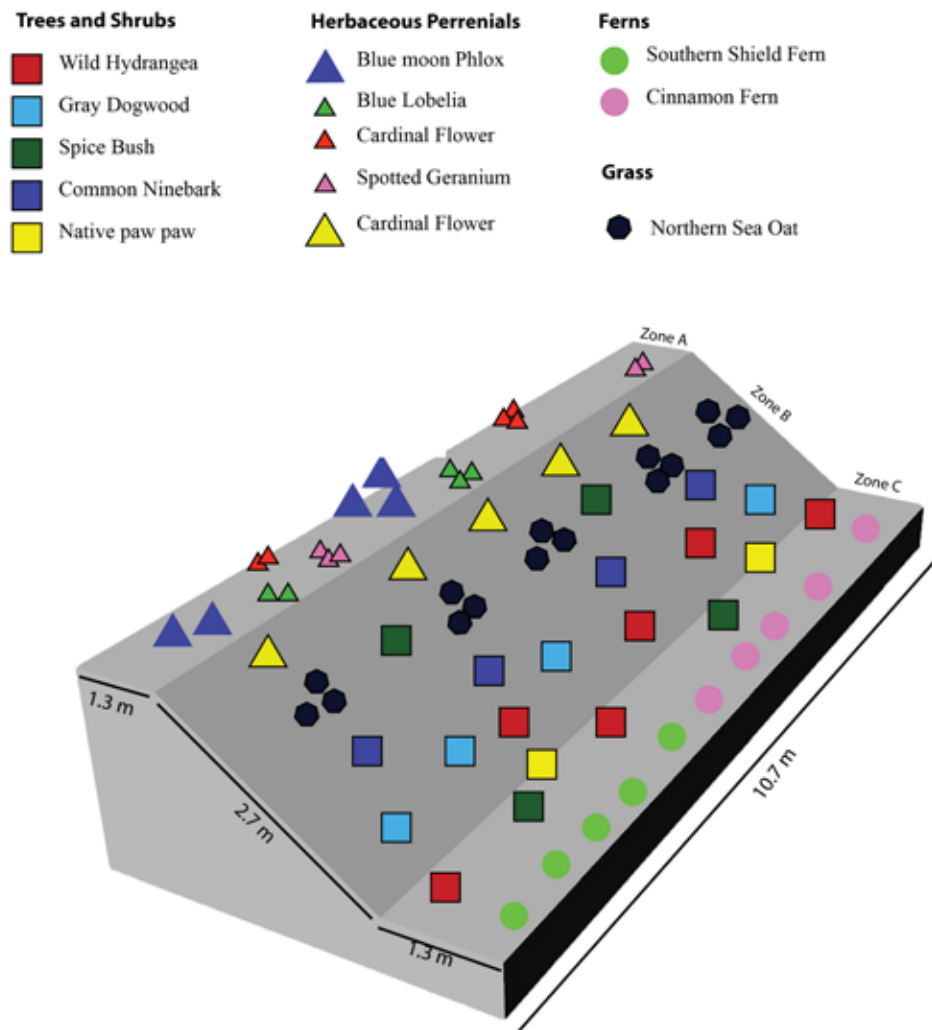 Trees and Shrubs
Wild Hydrangea
Gray Dogwood
Spice Bush
Common Ninebark
Native paw paw
Herbaceous Perrenials
Blue moon Phlox
Blue Lobelia
Cardinal Flower
Spotted Geranium
Cardinal Flower
Ferns
Southern Shield Fern
Cinnamon Fern
Grass
Northern Sea Oat
Zone A
Zone B
Zone C
1.3 m
2.7 m
1.3 m
10.7 m